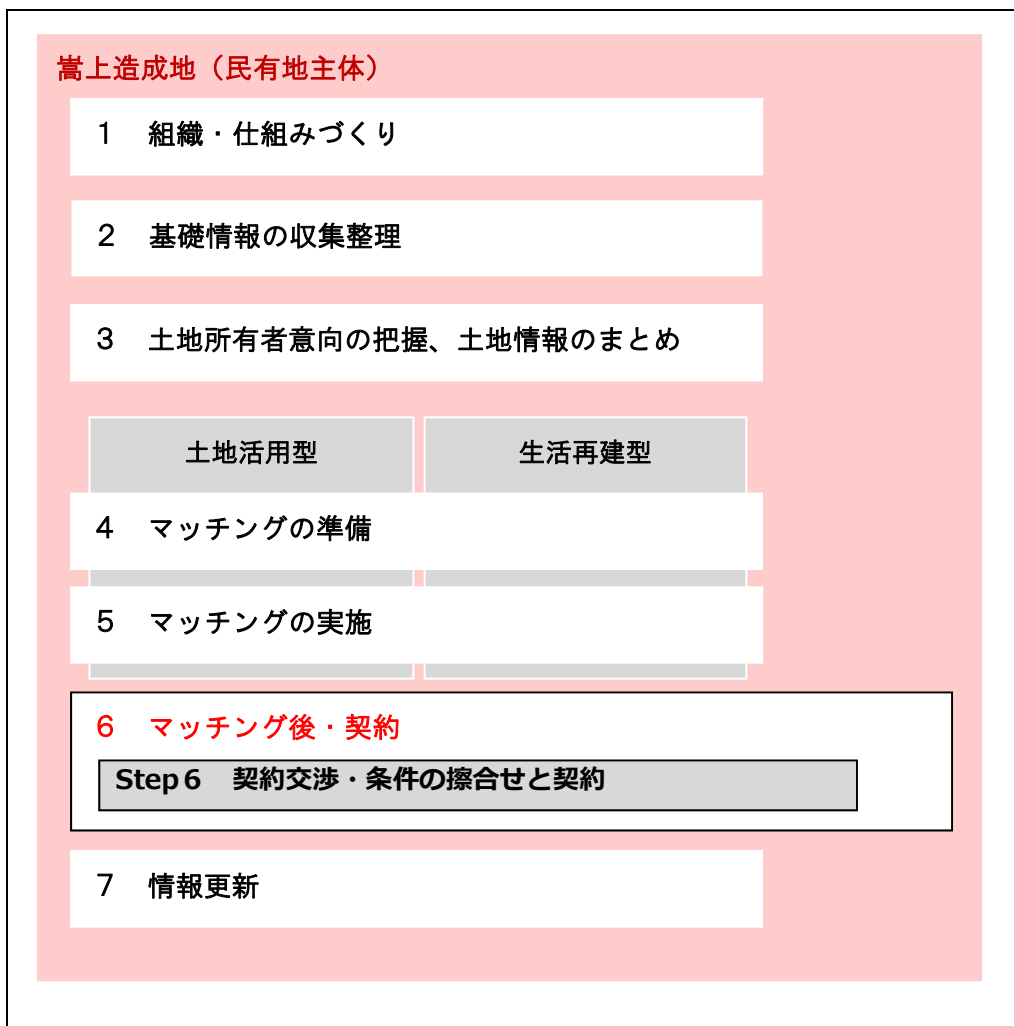 嵩上造成地（民有地主体）
１　組織・仕組みづくり
２　基礎情報の収集整理
３　土地所有者意向の把握、土地情報のまとめ
土地活用型　生活再建型
４　マッチングの準備
５　マッチングの実施
６　マッチング後・契約
Step６　契約交渉・条件の擦合せと契約
７　情報更新